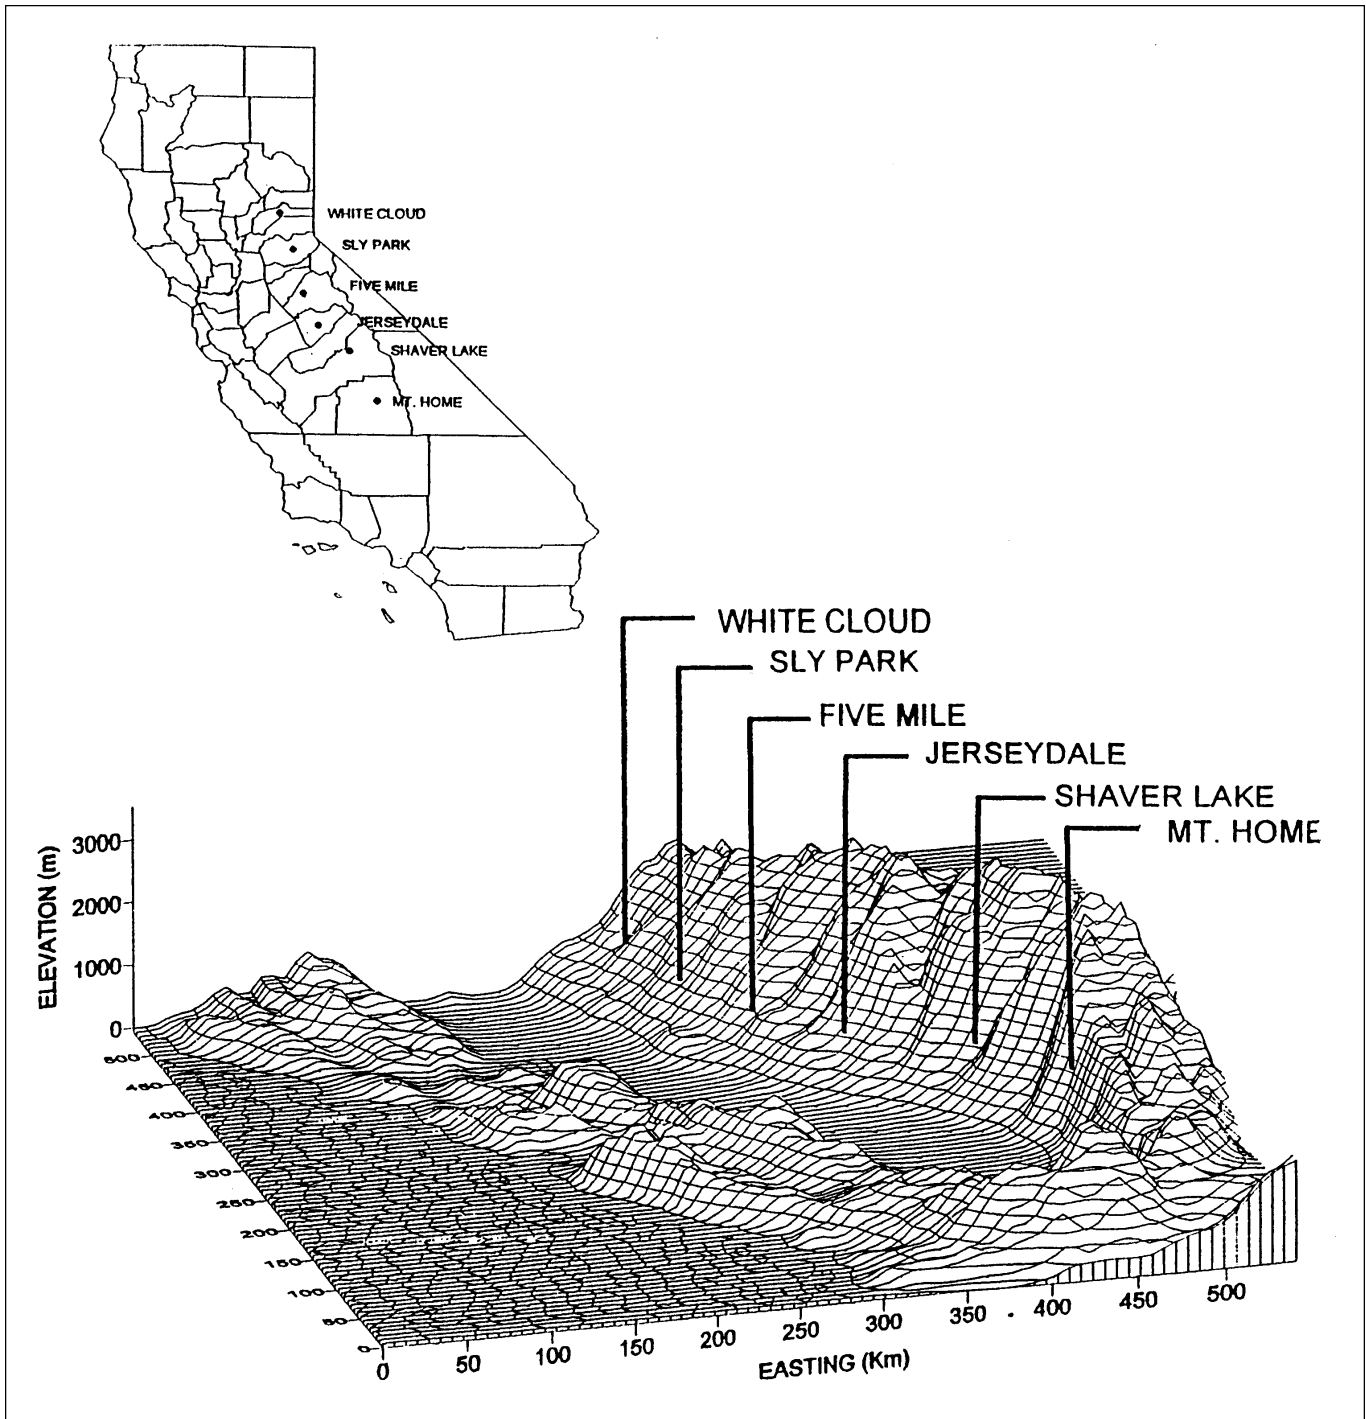 WHITE CLOUD
SLY PARK
FIVE MILE
JERSEYDALE
SHAVER LAKE
MT. HOME
WHITE CLOUD
SLY PARK
FIVE MILE
JERSEYDALE
SHAVER LAKE
MT. HOME
ELEVATION (m)
3000
2000
1000
0
500
450
400
350
300
250
200
150
100
50
0
0
50
100
150
200
250
300
350
400
450
500
EASTING (Km)